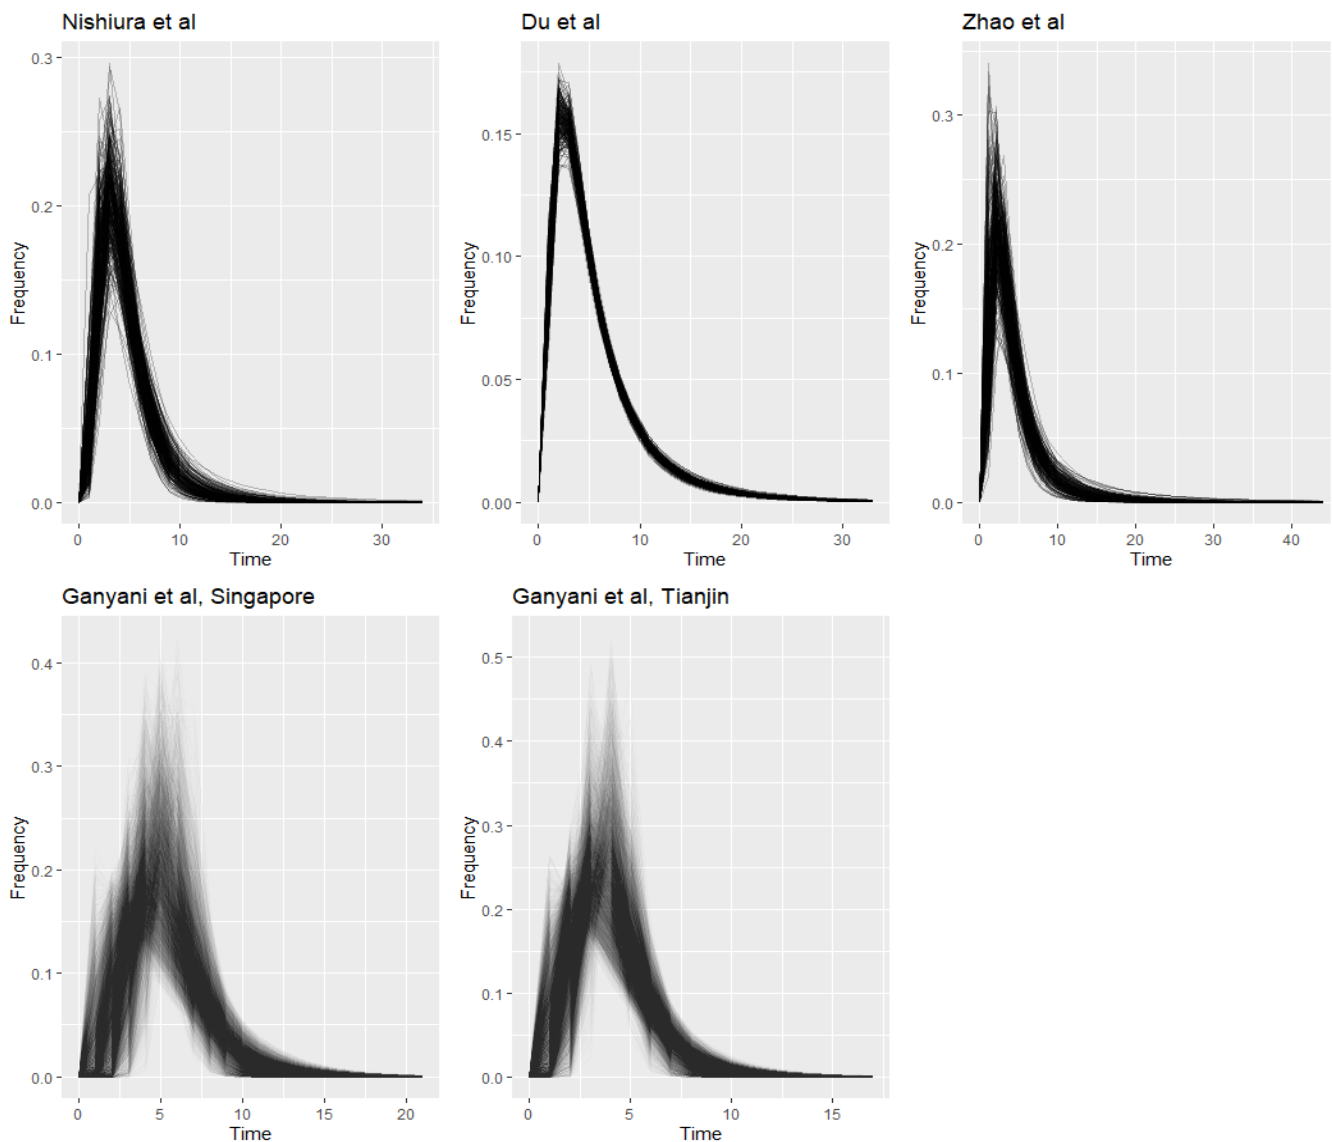 Nishiura et al
Du et al
Zhao et al
0.3
0.2
0.1
0.0
Frequency
0 10 20 30
Time
0.15
0.10
0.05
0.00
Frequency
0 10 20 30
Time
0.3
0.2
0.1
0.0
Frequency
0 10 20 30 40
Time
Ganyani et al, Singapore
Ganyani et al, Tianjin
0.4
0.3
0.2
0.1
0.0
Frequency
0 5 10 15 20
Time
0.5
0.4
0.3
0.2
0.1
0.0
Frequency
0 5 10 15
Time